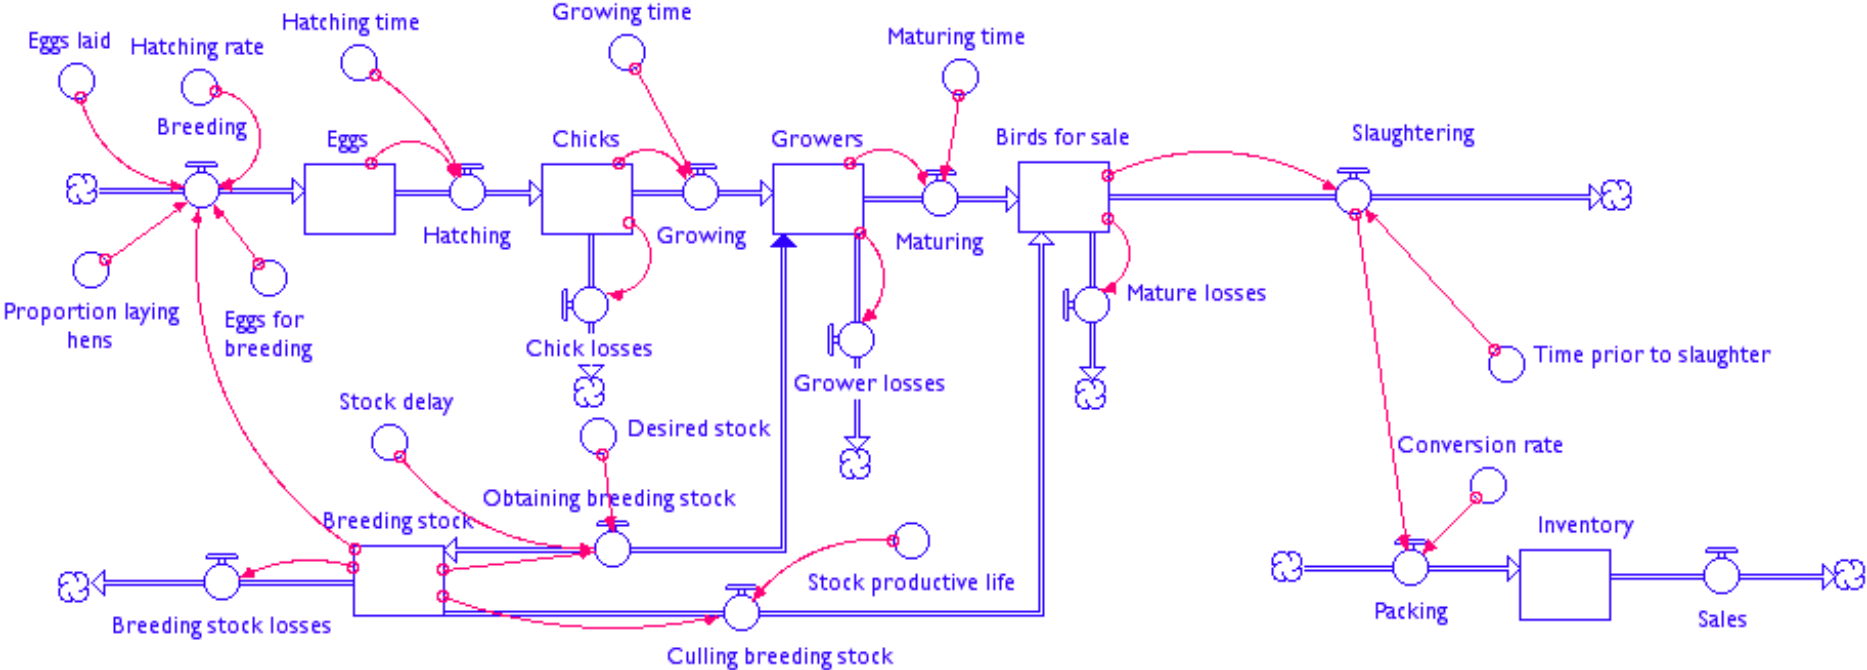 Eggs laid
Hatching rate
Hatching time
Growing time
Maturing time
Breeding
Eggs
Chicks
Growers
Birds for sale
Slaughtering
Hatching
Growing
Maturing
Proportion laying
hens
Eggs for
breeding
Chick losses
Grower losses
Mature losses
Time prior to slaughter
Stock delay
Desired stock
Conversion rate
Obtaining breeding stock
Breeding stock
Inventory
Stock productive life
Breeding stock losses
Packing
Sales
Culling breeding stock